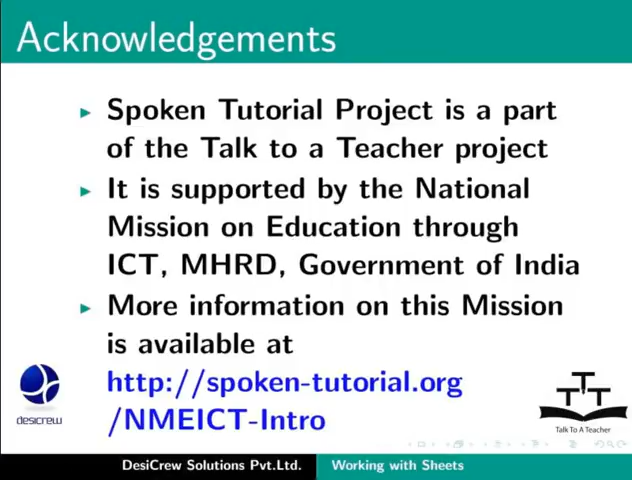 Acknowledgements
Spoken Tutorial Project is a part
of the Talk to a Teacher project
It is supported by the National
Mission on Education through
ICT, MHRD, Government of India
More information on this Mission
is available at
http://spoken-tutorial.org
/NMEICT-Intro
desicrew
TTT
Talk To A Teacher
DesiCrew Solutions Pvt.Ltd.
Working with Sheets